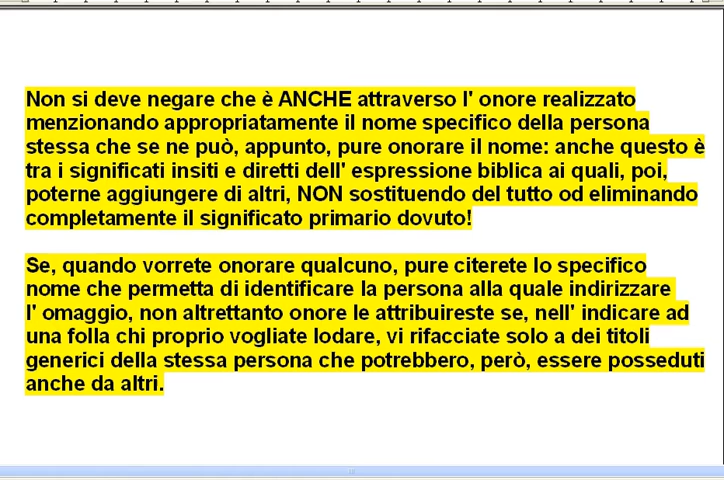 Non si deve negare che è ANCHE attraverso l' onore realizzato
menzionando appropriatamente il nome specifico della persona
stessa che se ne può, appunto, pure onorare il nome: anche questo è
tra i significati insiti e diretti dell' espressione biblica ai quali, poi,
poterne aggiungere di altri, NON sostituendo del tutto od eliminando
completamente il significato primario dovuto!
Se, quando vorrete onorare qualcuno, pure citerete lo specifico
nome che permetta di identificare la persona alla quale indirizzare
l' omaggio, non altrettanto onore le attribuireste se, nell' indicare ad
una folla chi proprio vogliate lodare, vi rifacciate solo a dei titoli
generici della stessa persona che potrebbero, però, essere posseduti
anche da altri.